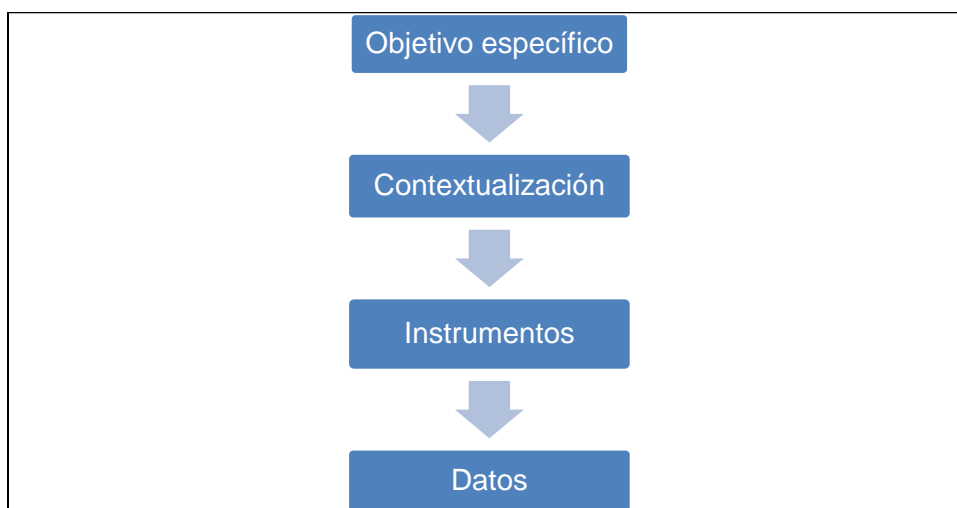 Objetivo específico
Contextualización
Instrumentos
Datos